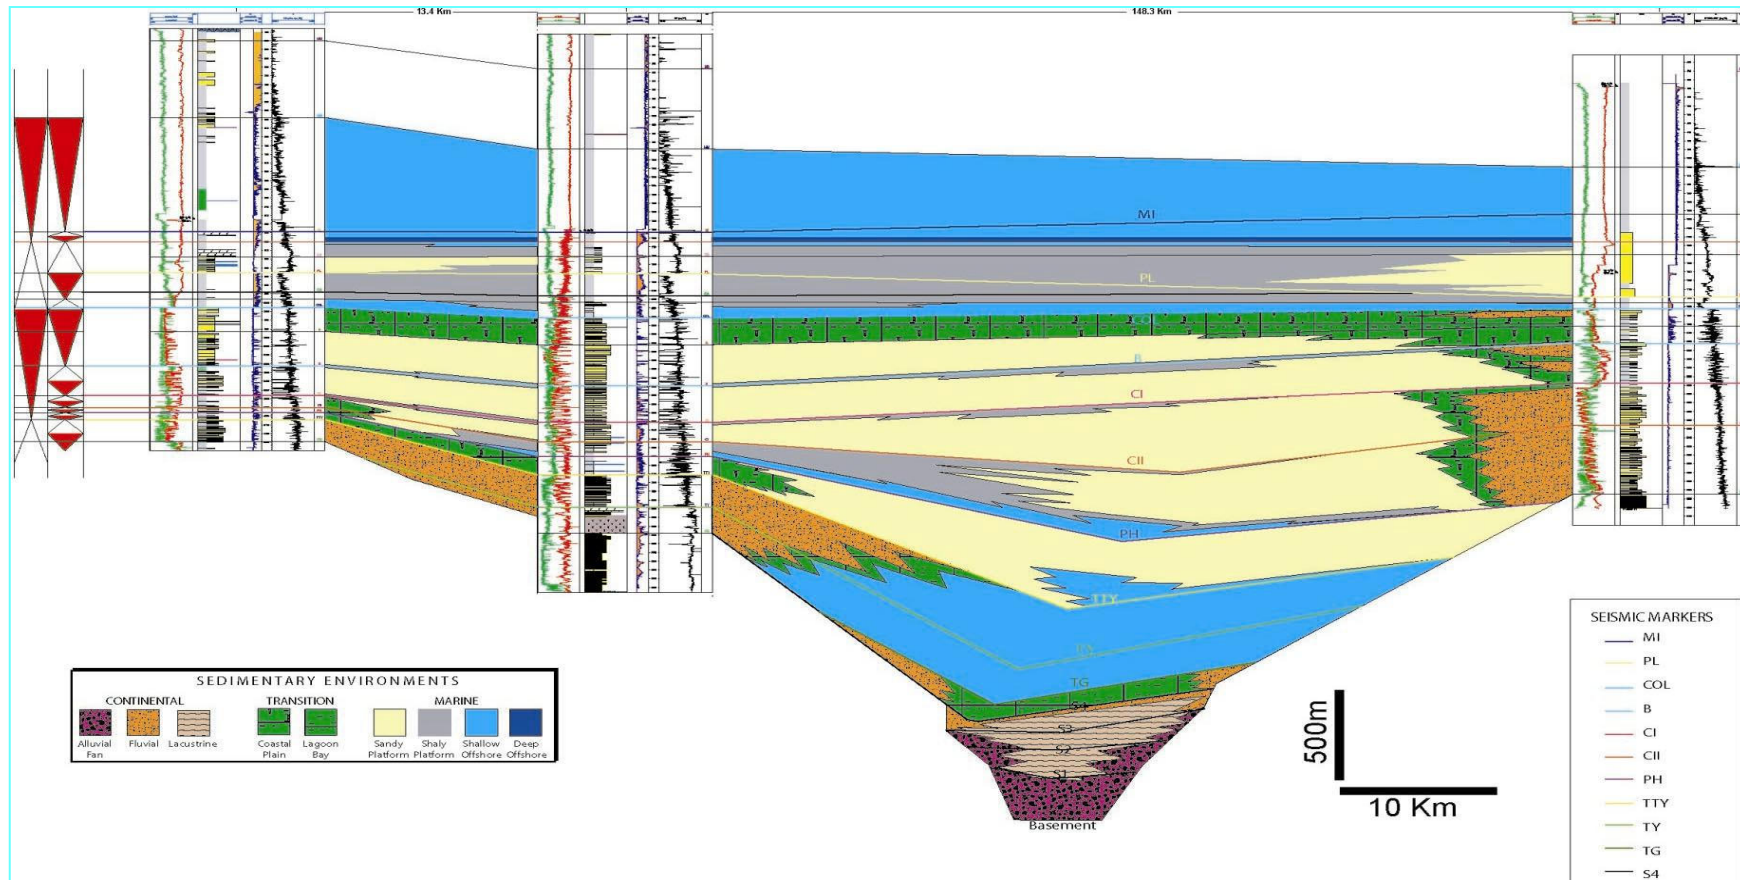 13.4 Km
148.3 Km
MI
PL
COL
B
CI
CII
PH
TTY
TY
TG
S4
S3
S2
S1
Basement
500m
10 Km
SEDIMENTARY ENVIRONMENTS
CONTINENTAL TRANSITION MARINE
Alluvial Fan
Fluvial
Lacustrine
Coastal Plain
Lagoon Bay
Sandy Platform
Shaly Platform
Shallow Offshore
Deep Offshore
SEISMIC MARKERS
MI
PL
COL
B
CI
CII
PH
TTY
TY
TG
S4